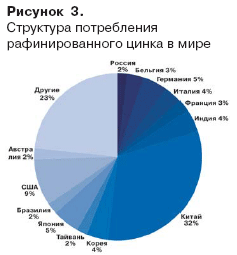 Рисунок 3.
Структура потребления
рафинированного цинка в мире
Россия
2%
Бельгия 3%
Германия 5%
Италия 4%
Франция 3%
Индия 4%
Китай
32%
Корея
4%
Тайвань
2%
Япония
5%
Бразилия
2%
США
9%
Австра
лия 2%
Другие
23%